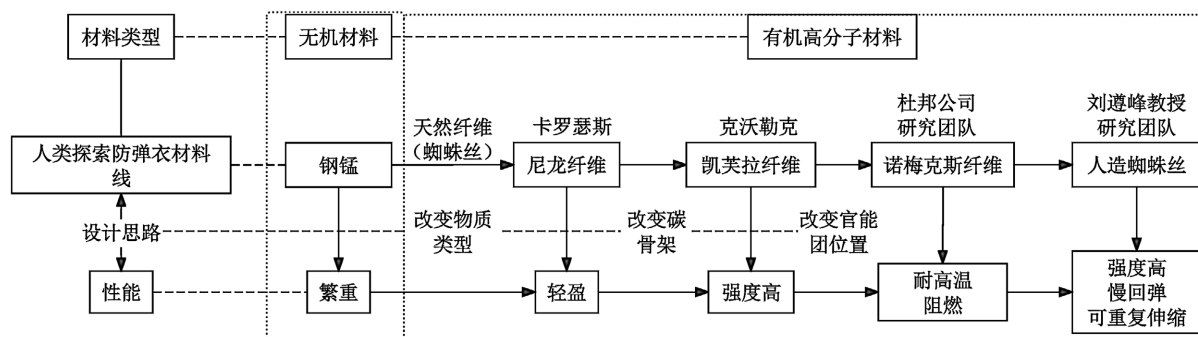 材料类型
无机材料
有机高分子材料
杜邦公司
研究团队
刘遵峰教授
研究团队
天然纤维
（蜘蛛丝）
卡罗瑟斯
克沃勒克
人类探索防弹衣材料
线
钢锰
尼龙纤维
凯芙拉纤维
诺梅克斯纤维
人造蜘蛛丝
设计思路
改变物质
类型
改变碳
骨架
改变官能
团位置
性能
繁重
轻盈
强度高
耐高温
阻燃
强度高
慢回弹
可重复伸缩